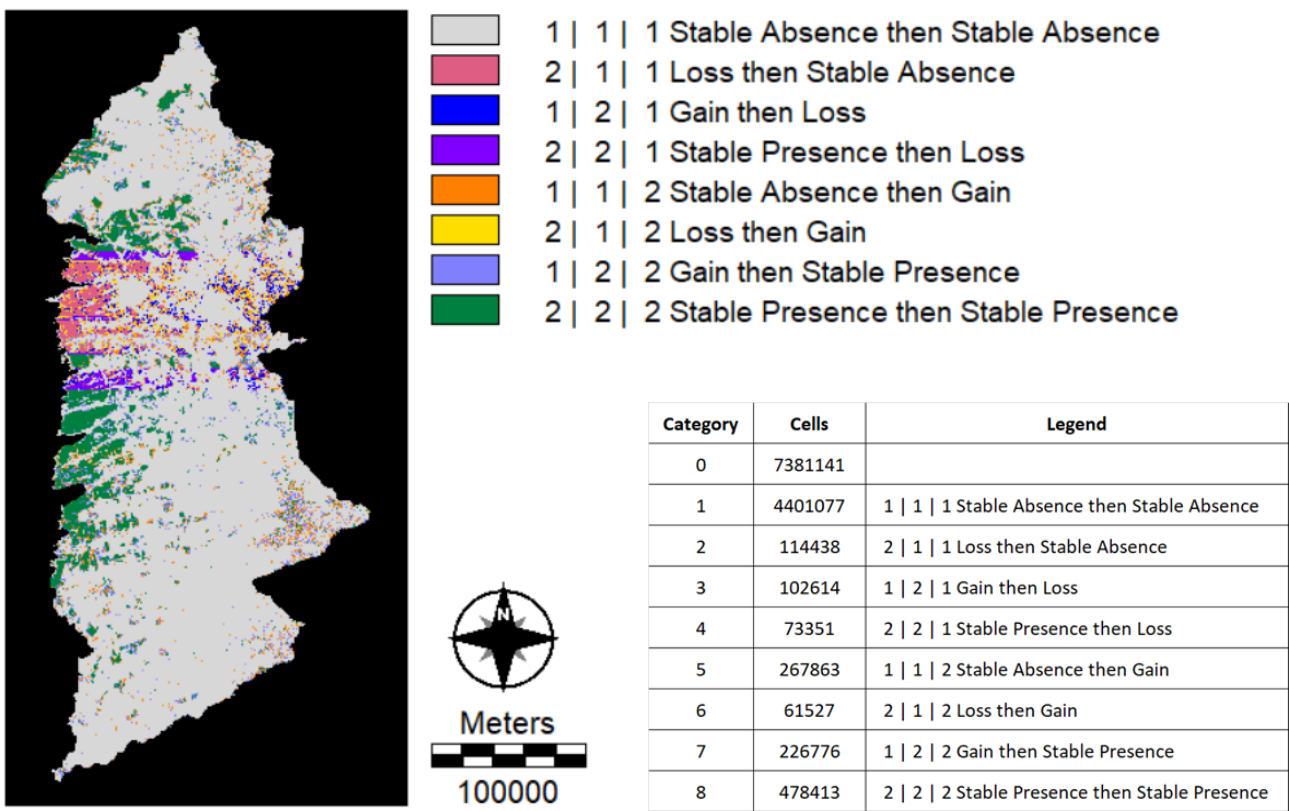 1 | 1 | 1 Stable Absence then Stable Absence
2 | 1 | 1 Loss then Stable Absence
1 | 2 | 1 Gain then Loss
2 | 2 | 1 Stable Presence then Loss
1 | 1 | 2 Stable Absence then Gain
2 | 1 | 2 Loss then Gain
1 | 2 | 2 Gain then Stable Presence
2 | 2 | 2 Stable Presence then Stable Presence
N
Meters
100000
Category Cells Legend
0 7381141
1 4401077 1 | 1 | 1 Stable Absence then Stable Absence
2 114438 2 | 1 | 1 Loss then Stable Absence
3 102614 1 | 2 | 1 Gain then Loss
4 73351 2 | 2 | 1 Stable Presence then Loss
5 267863 1 | 1 | 2 Stable Absence then Gain
6 61527 2 | 1 | 2 Loss then Gain
7 226776 1 | 2 | 2 Gain then Stable Presence
8 478413 2 | 2 | 2 Stable Presence then Stable Presence